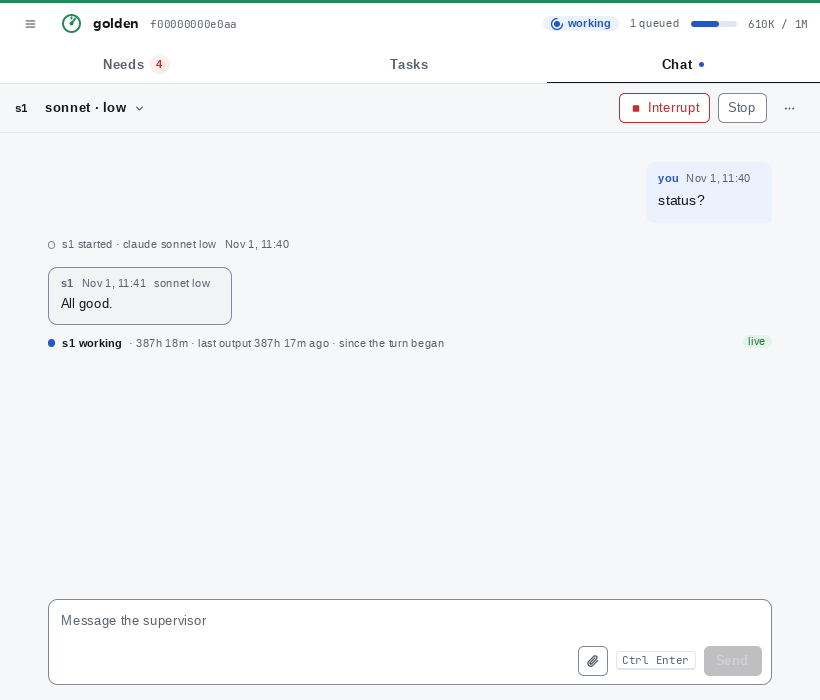 golden f00000000e0aa working 1 queued 610K / 1M
Needs 4 Tasks Chat
s1 sonnet · low Interrupt Stop ···
you Nov 1, 11:40
status?
s1 started · claude sonnet low Nov 1, 11:40
s1 Nov 1, 11:41 sonnet low
All good.
s1 working · 387h 18m · last output 387h 17m ago · since the turn began live
Message the supervisor
Ctrl Enter Send